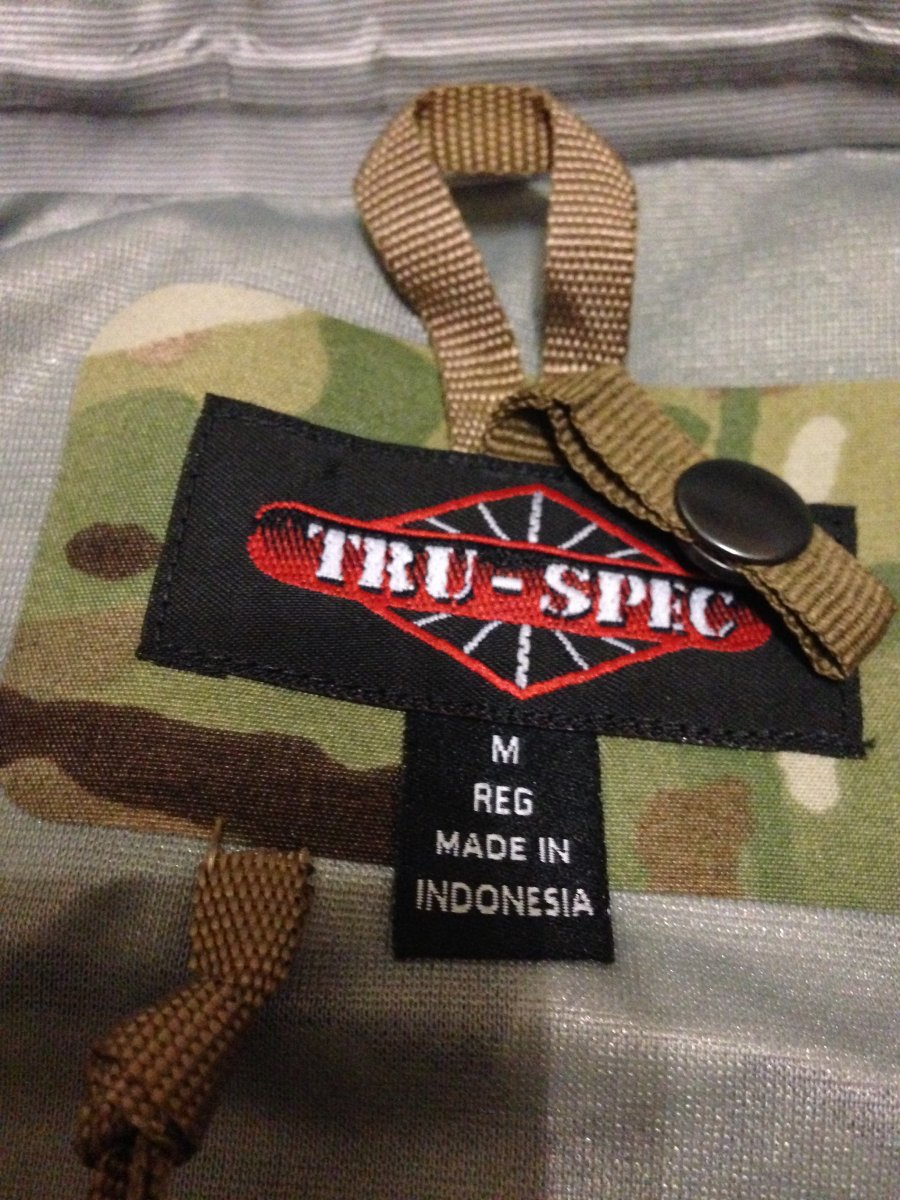 TRU-SPEC
M
REG
MADE IN
INDONESIA